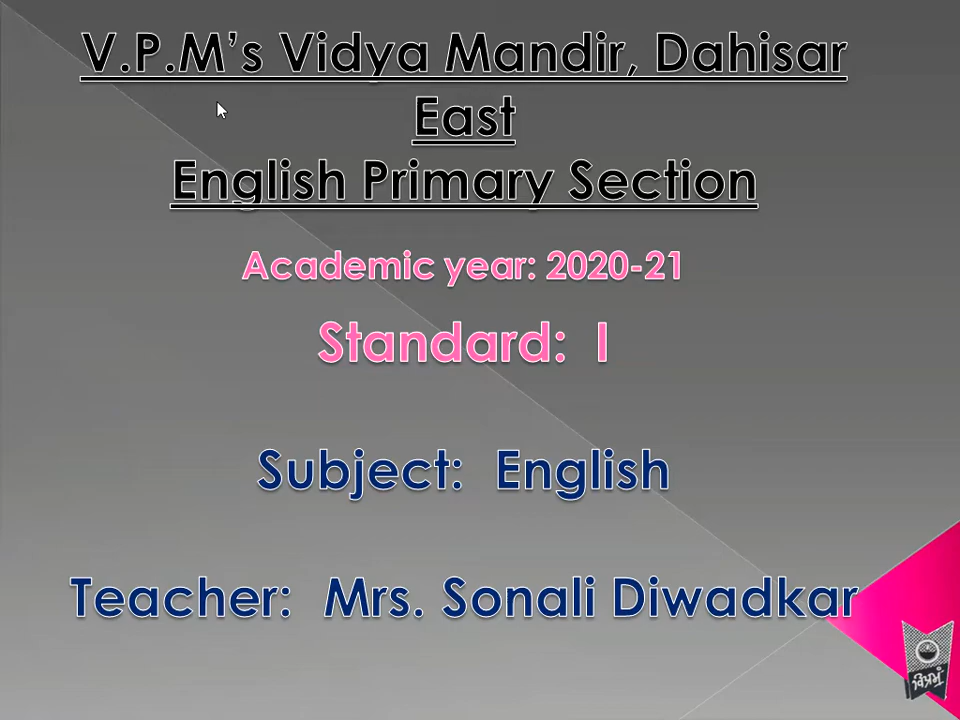 V.P.M’s Vidya Mandir, Dahisar
East
English Primary Section
Academic year: 2020-21
Standard: I
Subject: English
Teacher: Mrs. Sonali Diwadkar